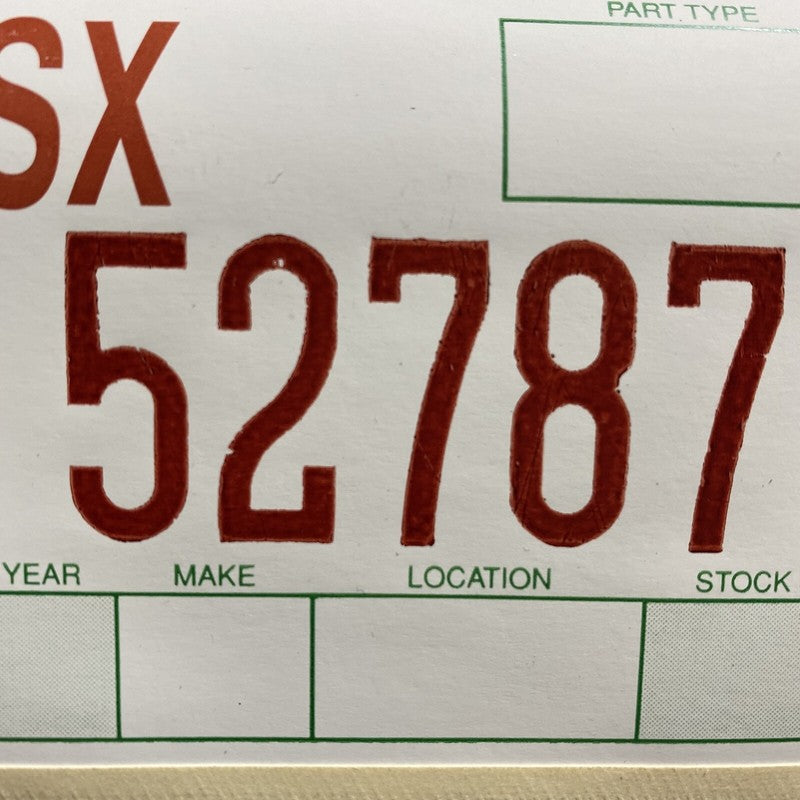 PART TYPE
SX
52787
YEAR MAKE LOCATION STOCK